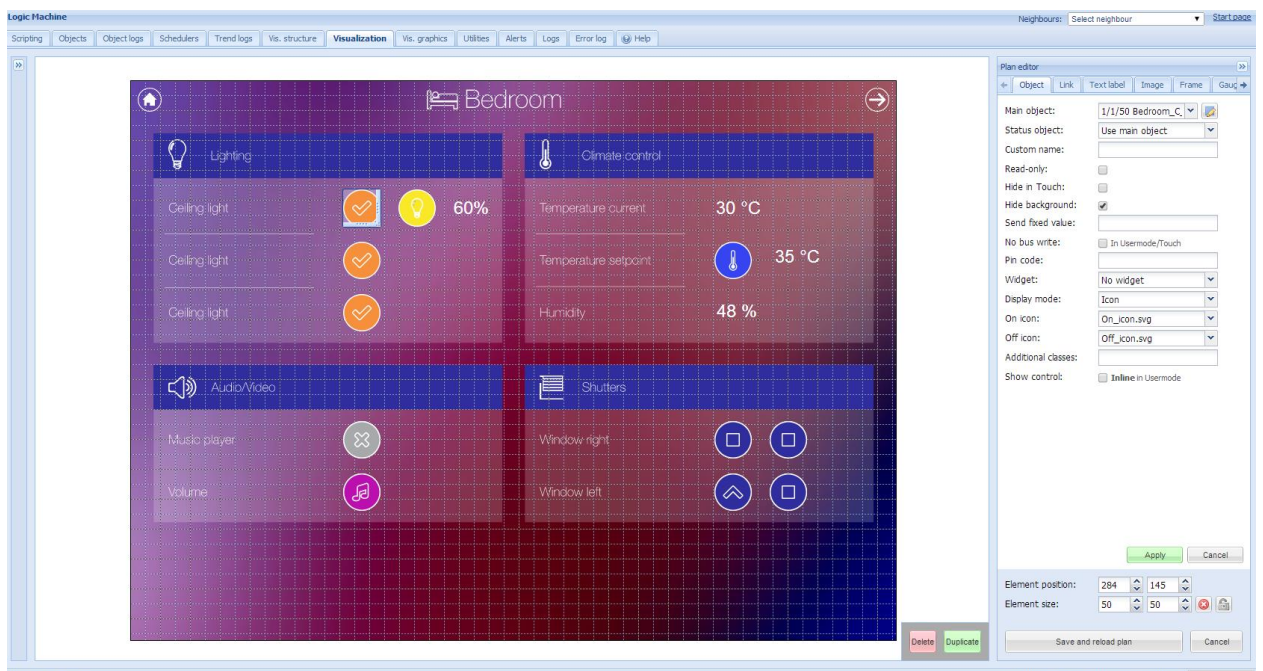 Logic Machine
Neighbours: Select neighbour Start page
Scripting Objects Object logs Schedulers Trend logs Vis. structure Visualization Vis. graphics Utilities Alerts Logs Error log Help
Plan editor
Object Link Text label Image Frame Gaug
Bedroom
Lighting
Ceiling light 60%
Ceiling light
Ceiling light
Climate control
Temperature current 30 °C
Temperature setpoint 35 °C
Humidity 48 %
Audio/Video
Music player
Volume
Shutters
Window right
Window left
Delete Duplicate
Main object: 1/1/50 Bedroom_C_
Status object: Use main object
Custom name:
Read-only:
Hide in Touch:
Hide background:
Send fixed value:
No bus write: In Usermode/Touch
Pin code:
Widget: No widget
Display mode: Icon
On icon: On_icon.svg
Off icon: Off_icon.svg
Additional classes:
Show control: Inline in Usermode
Apply Cancel
Element position: 284 145
Element size: 50 50
Save and reload plan Cancel